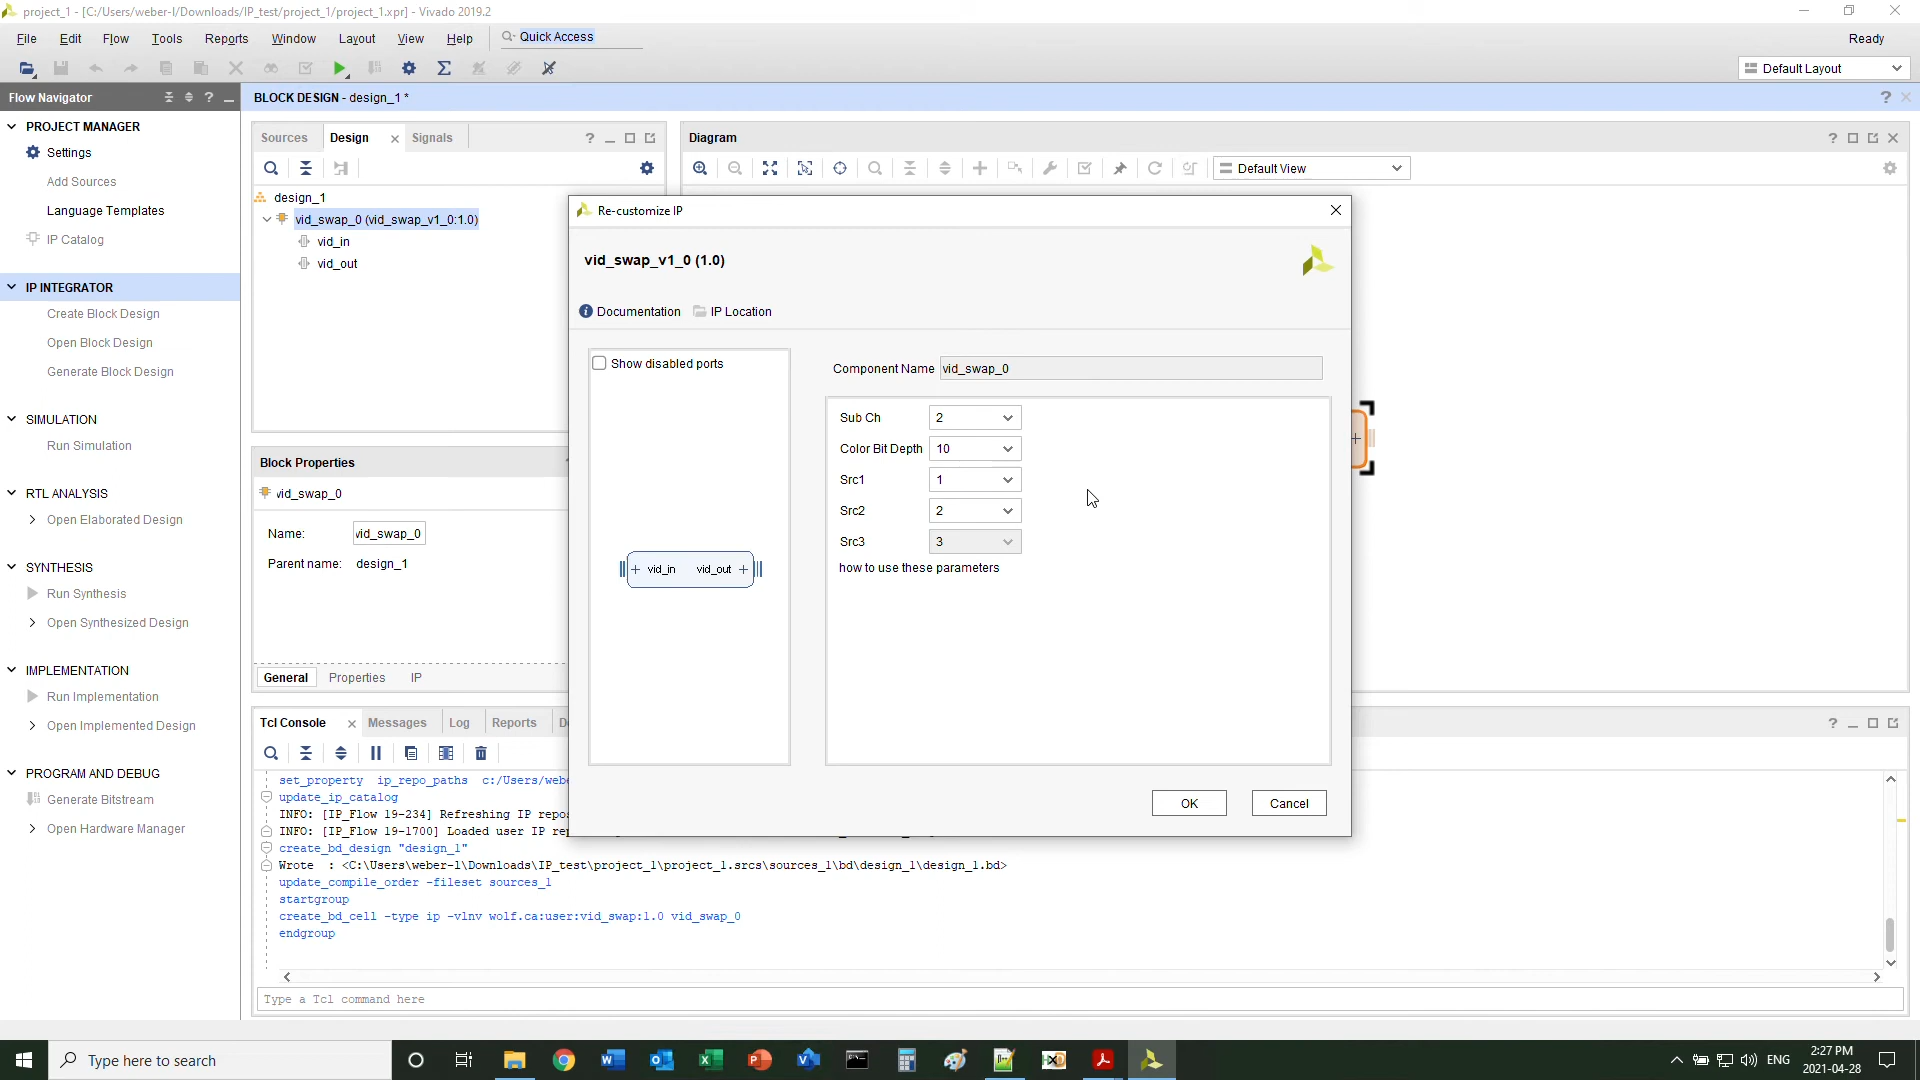 project_1 - [C:/Users/weber-l/Downloads/IP_test/project_1/project_1.xpr] - Vivado 2019.2
File Edit Flow Tools Reports Window Layout View Help Quick Access Ready
Default Layout
Flow Navigator
BLOCK DESIGN - design_1 *
PROJECT MANAGER
Settings
Add Sources
Language Templates
IP Catalog
IP INTEGRATOR
Create Block Design
Open Block Design
Generate Block Design
SIMULATION
Run Simulation
RTL ANALYSIS
Open Elaborated Design
SYNTHESIS
Run Synthesis
Open Synthesized Design
IMPLEMENTATION
Run Implementation
Open Implemented Design
PROGRAM AND DEBUG
Generate Bitstream
Open Hardware Manager
Sources Design Signals
design_1
vid_swap_0 (vid_swap_v1_0:1.0)
vid_in
vid_out
Block Properties
vid_swap_0
Name: vid_swap_0
Parent name: design_1
General Properties IP
Diagram
Default View
Re-customize IP
vid_swap_v1_0 (1.0)
Documentation IP Location
Show disabled ports
vid_in vid_out
Component Name vid_swap_0
Sub Ch 2
Color Bit Depth 10
Src1 1
Src2 2
Src3 3
how to use these parameters
OK Cancel
Tcl Console Messages Log Reports
set_property ip_repo_paths c:/Users/webe
update_ip_catalog
INFO: [IP_Flow 19-234] Refreshing IP repos
INFO: [IP_Flow 19-1700] Loaded user IP rep
create_bd_design "design_1"
Wrote : <C:\Users\weber-l\Downloads\IP_test\project_1\project_1.srcs\sources_1\bd\design_1\design_1.bd>
update_compile_order -fileset sources_1
startgroup
create_bd_cell -type ip -vlnv wolf.ca:user:vid_swap:1.0 vid_swap_0
endgroup
Type a Tcl command here
Type here to search
ENG
2:27 PM
2021-04-28